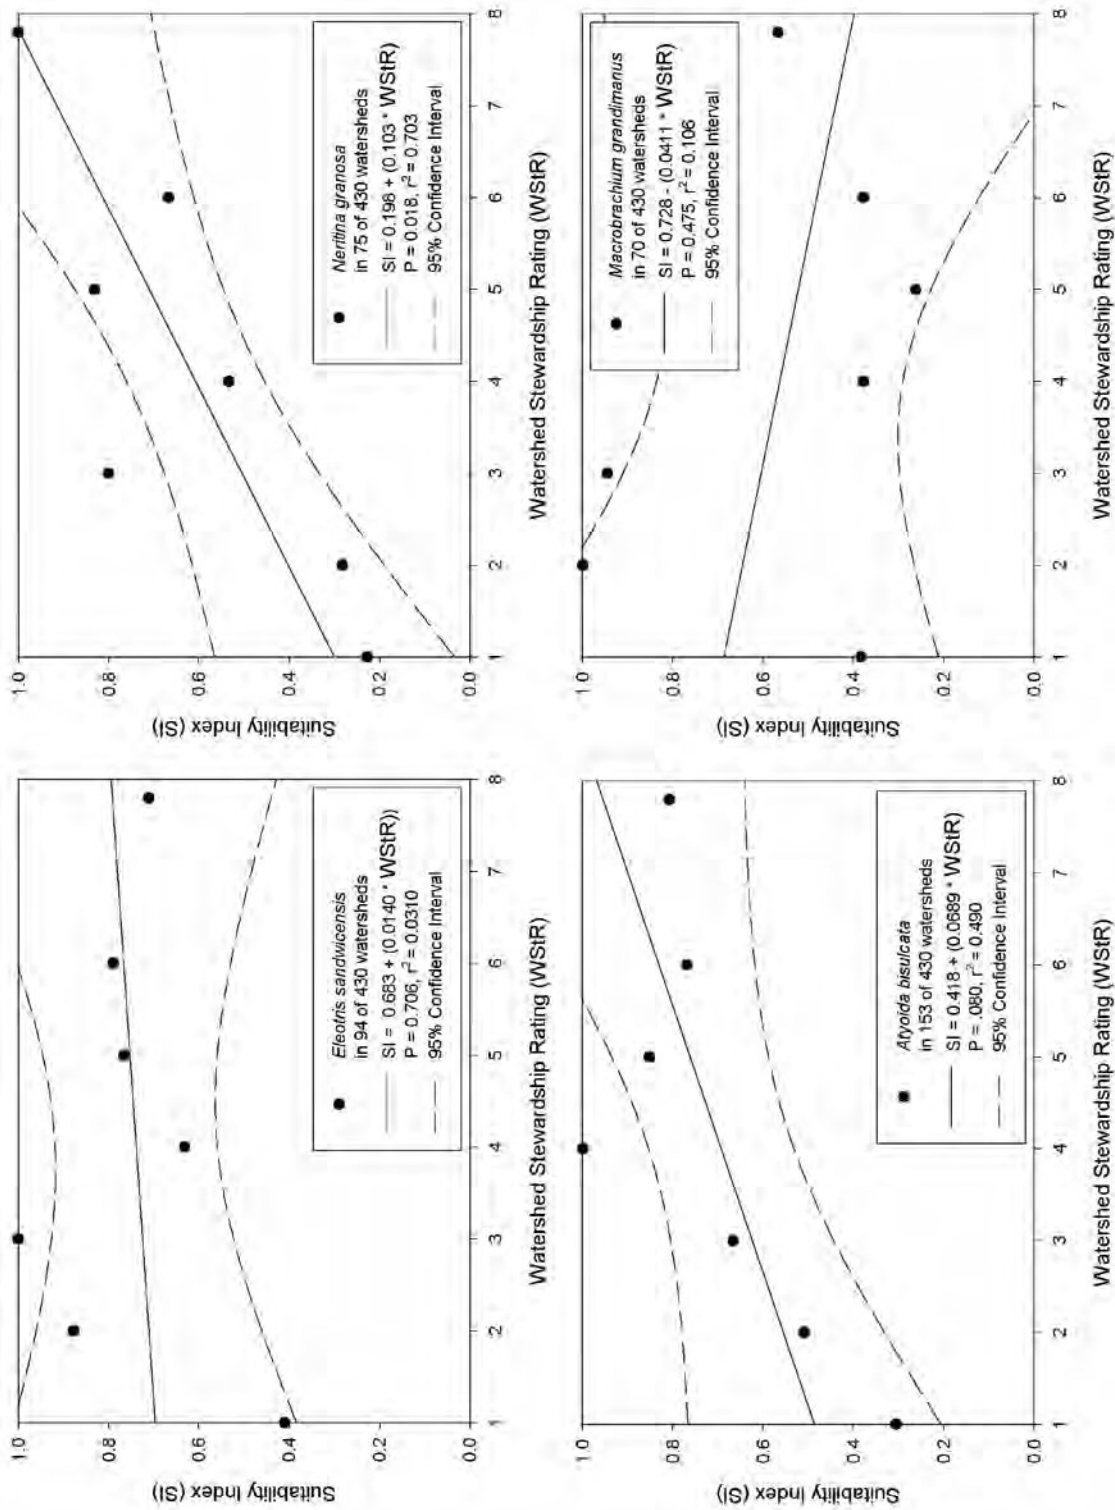 Suitability Index (SI)
1.0
0.8
0.6
0.4
0.2
0.0
Eleotris sandwicensis
in 94 of 430 watersheds
SI = 0.683 + (0.0140 * WStR))
P = 0.706, r² = 0.0310
95% Confidence Interval
1 2 3 4 5 6 7 8
Watershed Stewardship Rating (WStR)
Suitability Index (SI)
1.0
0.8
0.6
0.4
0.2
0.0
Neritina granosa
in 75 of 430 watersheds
SI = 0.198 + (0.103 * WStR)
P = 0.018, r² = 0.703
95% Confidence Interval
1 2 3 4 5 6 7 8
Watershed Stewardship Rating (WStR)
Suitability Index (SI)
1.0
0.8
0.6
0.4
0.2
0.0
Atyoida bisulcata
in 153 of 430 watersheds
SI = 0.418 + (0.0689 * WStR)
P = .080, r² = 0.490
95% Confidence Interval
1 2 3 4 5 6 7 8
Watershed Stewardship Rating (WStR)
Suitability Index (SI)
1.0
0.8
0.6
0.4
0.2
0.0
Macrobrachium grandimanus
in 70 of 430 watersheds
SI = 0.728 - (0.0411 * WStR)
P = 0.475, r² = 0.106
95% Confidence Interval
1 2 3 4 5 6 7 8
Watershed Stewardship Rating (WStR)